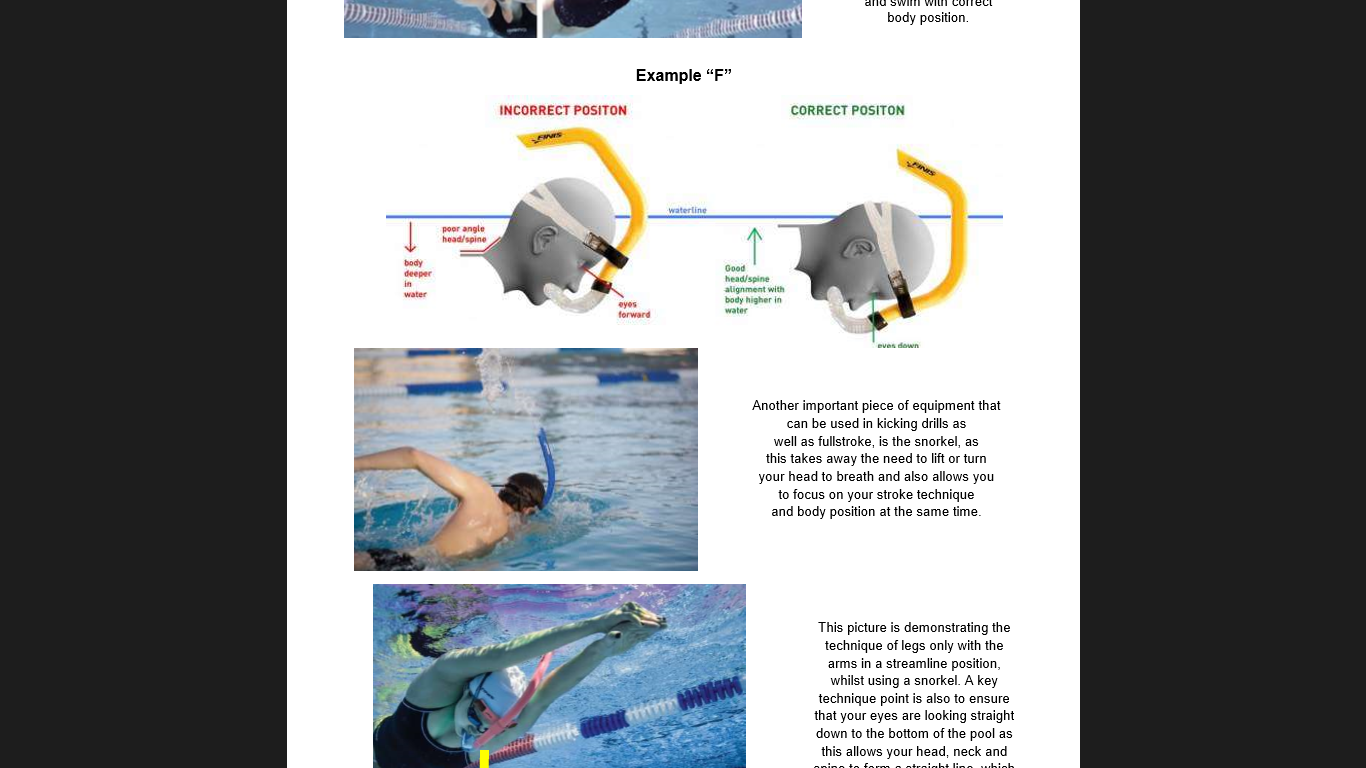 and swim with correct
body position.
Example “F”
INCORRECT POSITON
CORRECT POSITON
FINIS
FINIS
waterline
poor angle
head/spine
body
deeper
in
water
eyes
forward
Good
head/spine
alignment with
body higher in
water
eyes down
Another important piece of equipment that
can be used in kicking drills as
well as fullstroke, is the snorkel, as
this takes away the need to lift or turn
your head to breath and also allows you
to focus on your stroke technique
and body position at the same time.
This picture is demonstrating the
technique of legs only with the
arms in a streamline position,
whilst using a snorkel. A key
technique point is also to ensure
that your eyes are looking straight
down to the bottom of the pool as
this allows your head, neck and
spine to form a straight line, which